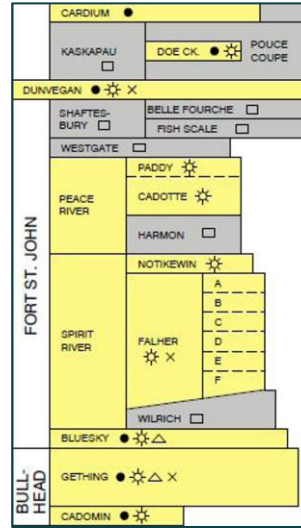 CARDIUM
KASKAPAU
DOE CK.
POUCE
COUPE
DUNVEGAN
SHAFTES-
BURY
BELLE FOURCHE
FISH SCALE
WESTGATE
FORT ST. JOHN
PEACE
RIVER
PADDY
CADOTTE
HARMON
SPIRIT
RIVER
NOTIKEWIN
FALHER
A
B
C
D
E
F
WILRICH
BLUESKY
BULL-
HEAD
GETHING
CADOMIN